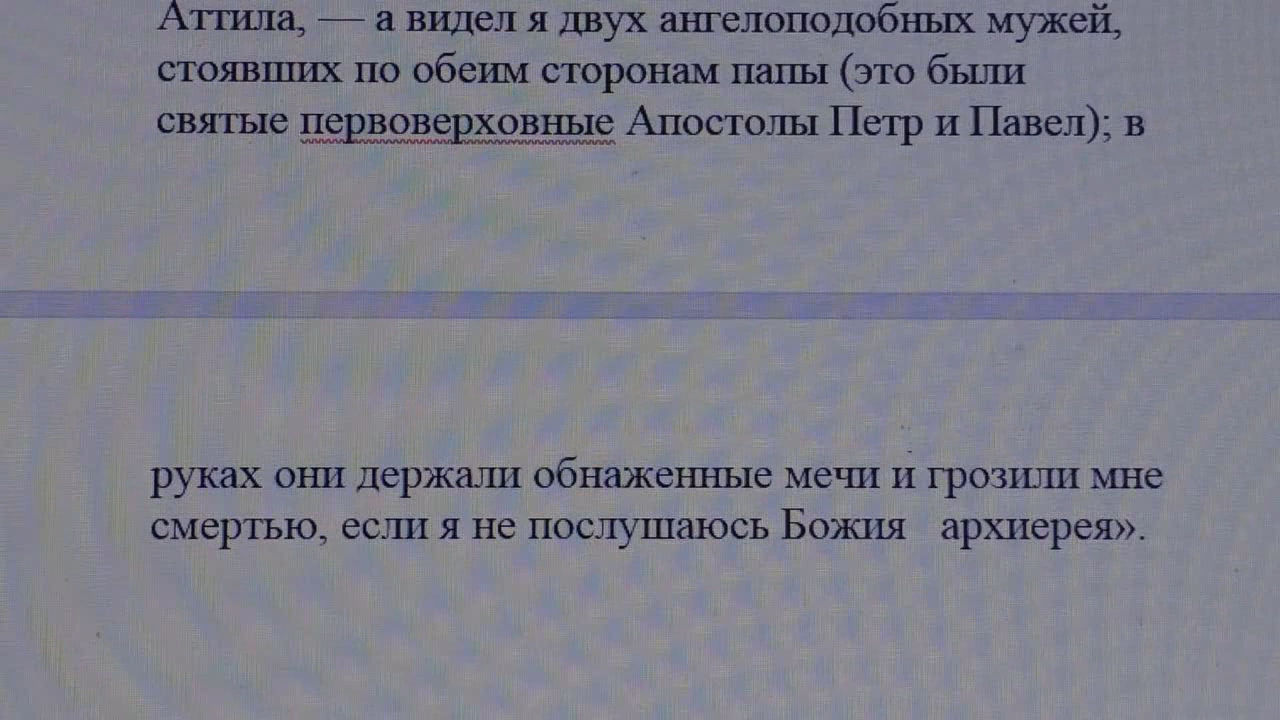 Аттила, — а видел я двух ангелоподобных мужей,
стоявших по обеим сторонам папы (это были
святые первоверховные Апостолы Петр и Павел); в
руках они держали обнаженные мечи и грозили мне
смертью, если я не послушаюсь Божия архиерея».